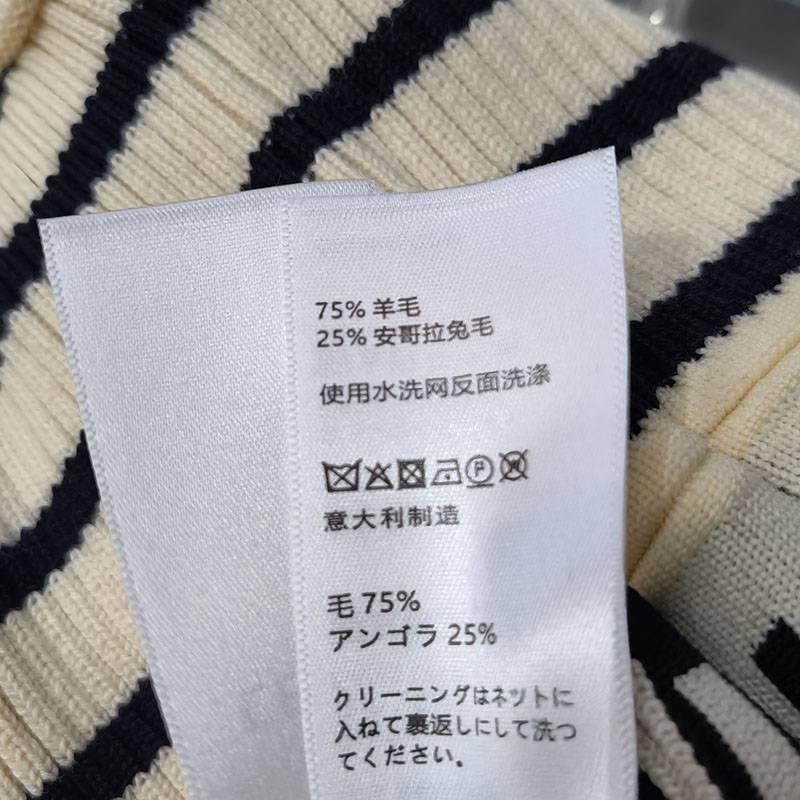 75% 羊毛
25% 安哥拉兔毛
使用水洗网反面洗涤
意大利制造
毛 75%
アンゴラ 25%
クリーニングはネットに
入れて裏返しにして洗つ
てください。